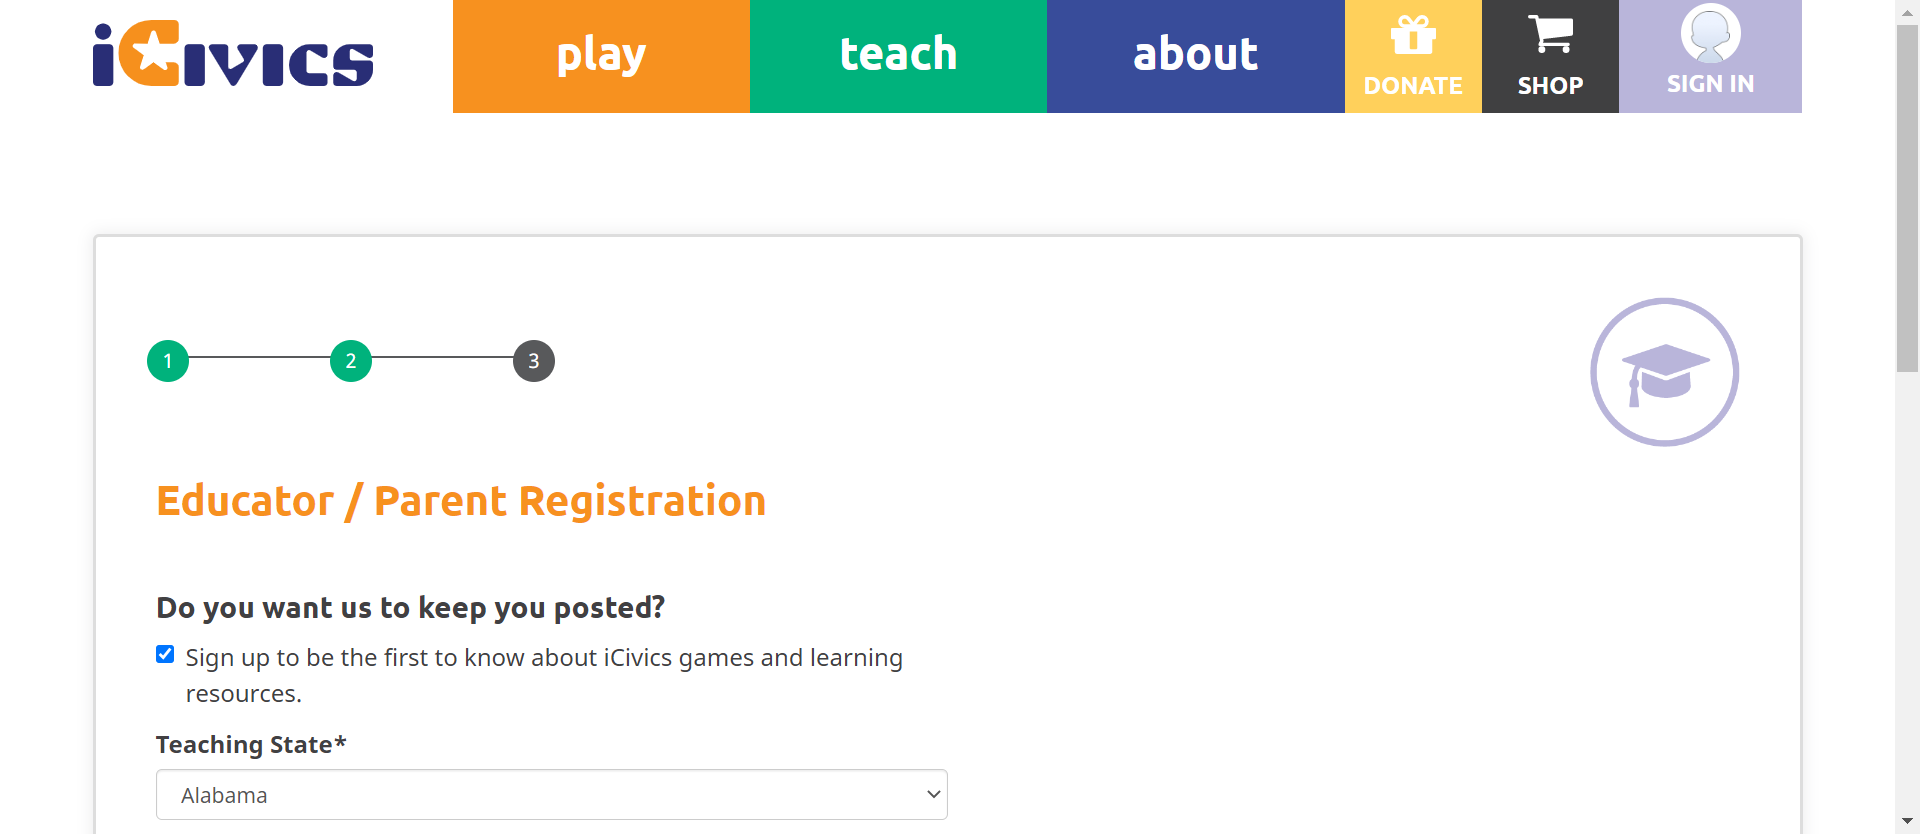 iCivics
play
teach
about
DONATE
SHOP
SIGN IN
1
2
3
Educator / Parent Registration
Do you want us to keep you posted?
Sign up to be the first to know about iCivics games and learning
resources.
Teaching State*
Alabama